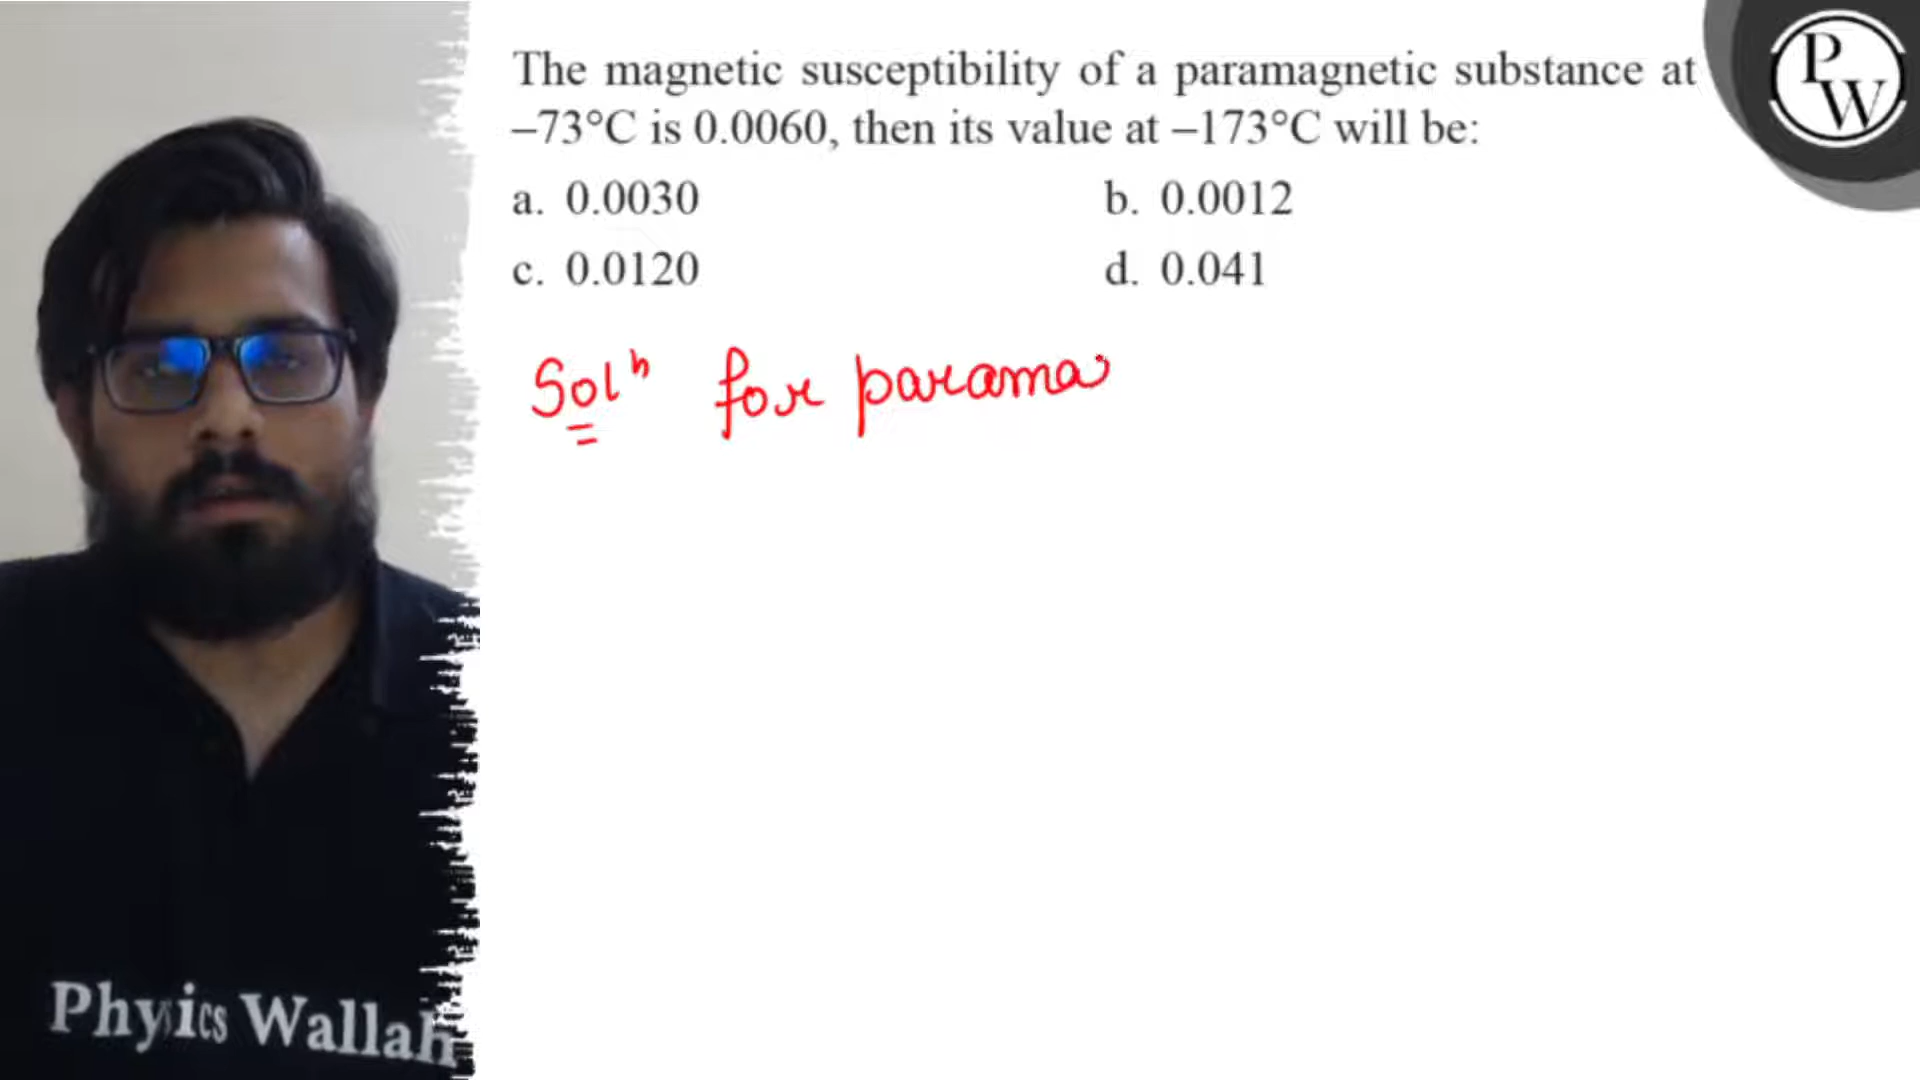 The magnetic susceptibility of a paramagnetic substance at
–73°C is 0.0060, then its value at –173°C will be:
a. 0.0030
b. 0.0012
c. 0.0120
d. 0.041
Solⁿ for parama
PW
Physics Wallah